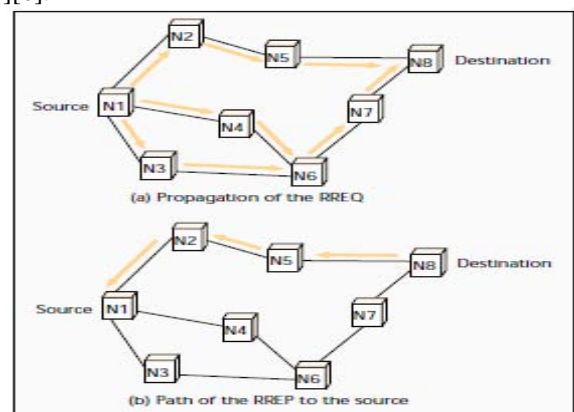 N2
N5
N8 Destination
Source N1
N4
N7
N3
N6
(a) Propagation of the RREQ
N2
N5
N8 Destination
Source N1
N4
N7
N3
N6
(b) Path of the RREP to the source